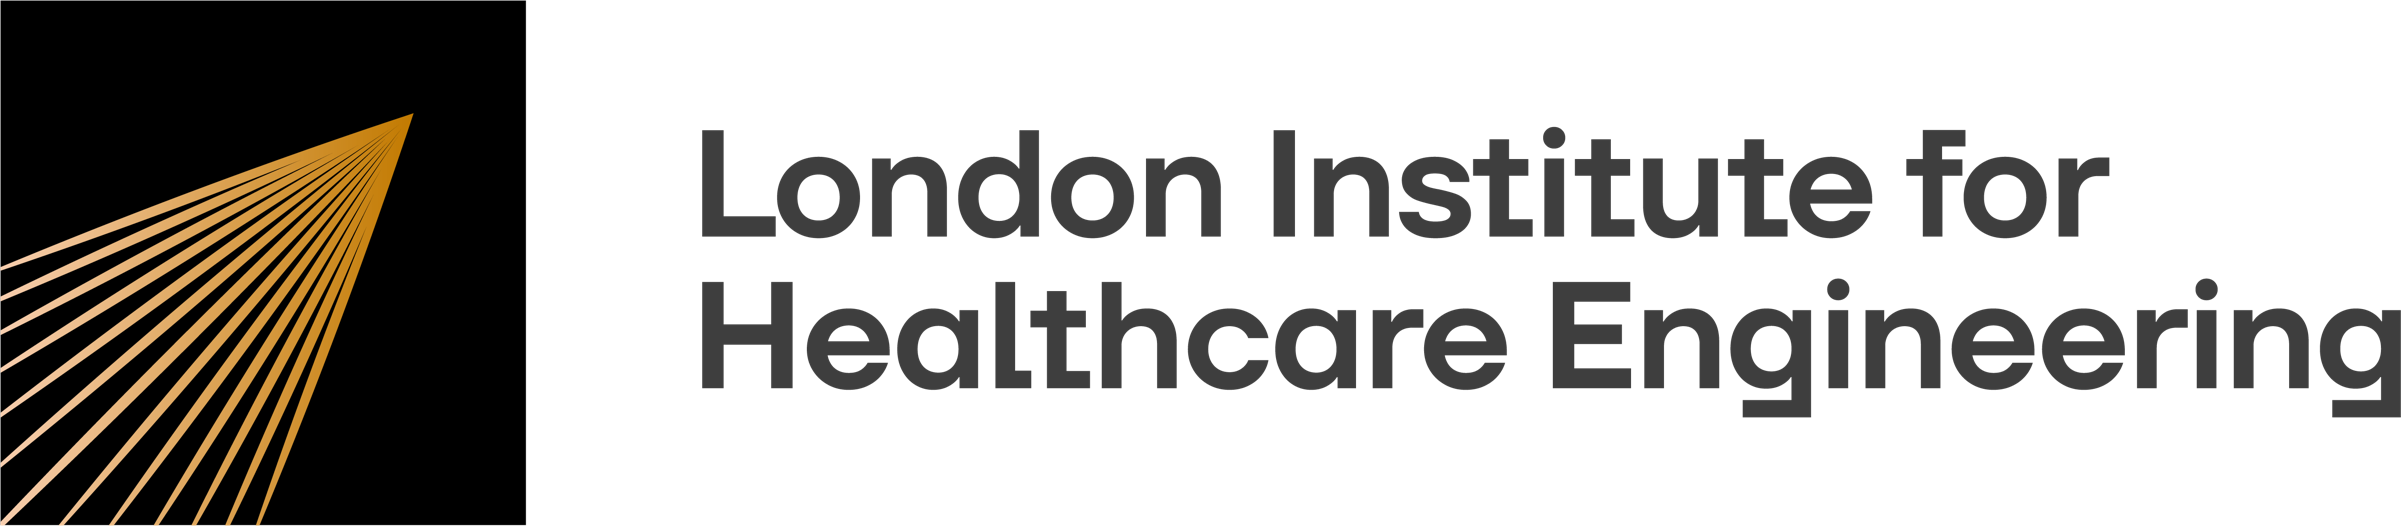 London Institute for
Healthcare Engineering